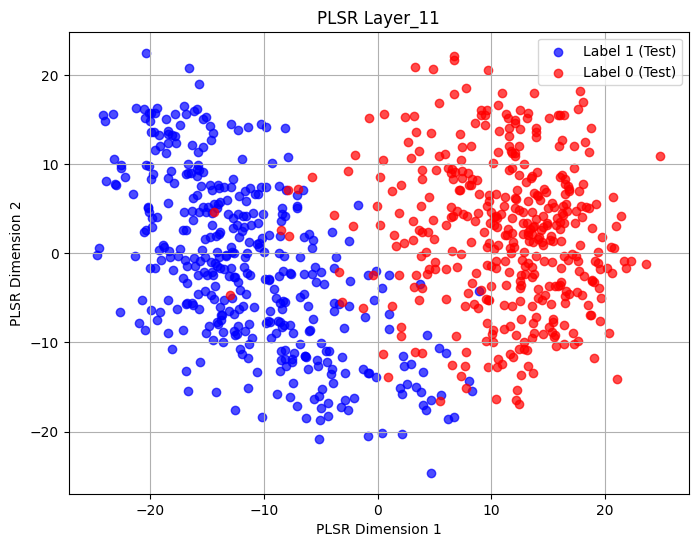 PLSR Layer_11
Label 1 (Test)
Label 0 (Test)
20
10
0
−10
−20
PLSR Dimension 2
−20
−10
0
10
20
PLSR Dimension 1